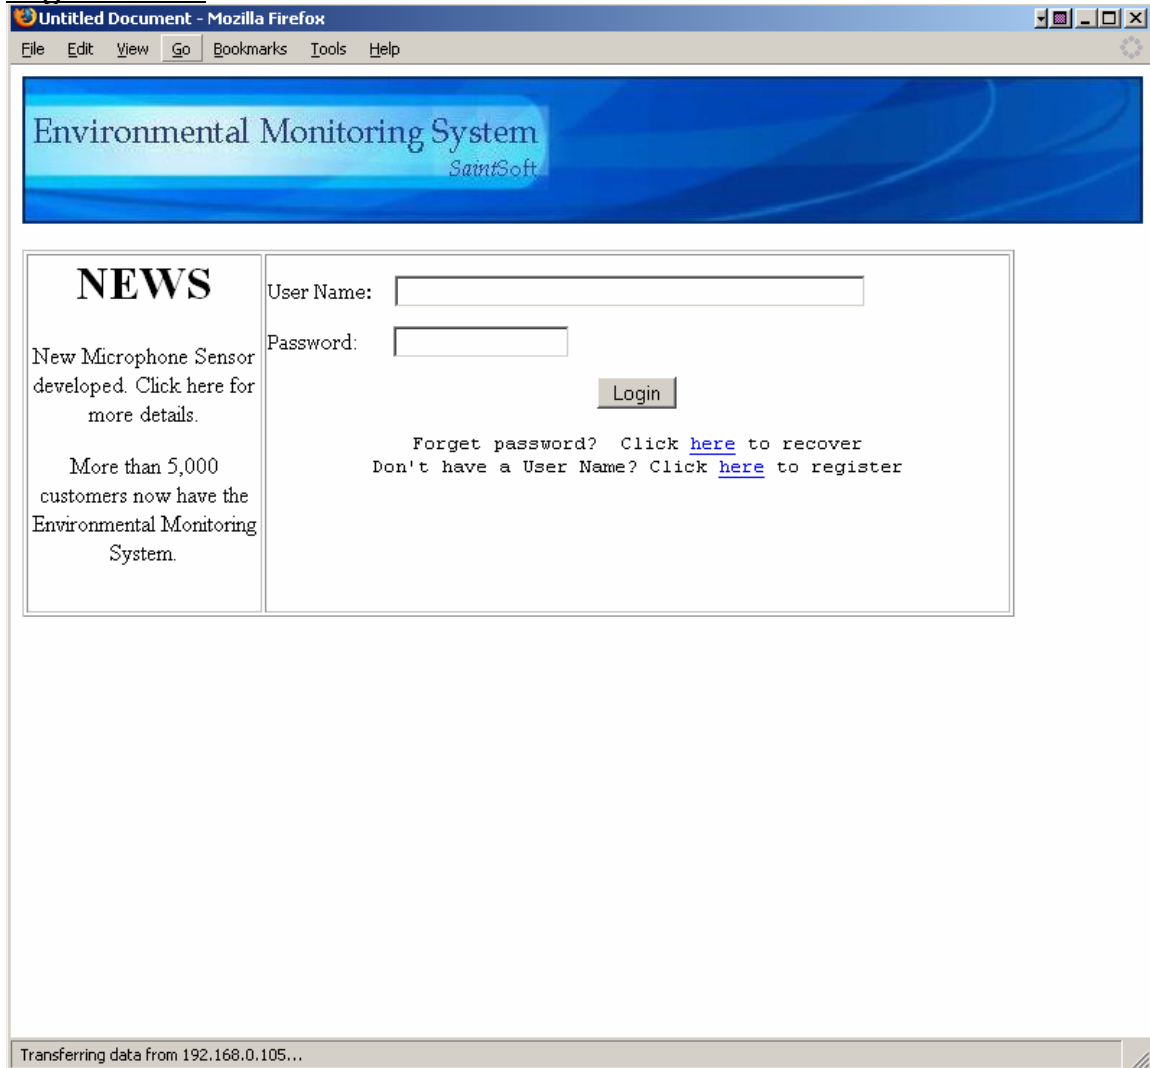 Untitled Document - Mozilla Firefox
File Edit View Go Bookmarks Tools Help
Environmental Monitoring System
SaintSoft
NEWS
New Microphone Sensor
developed. Click here for
more details.
More than 5,000
customers now have the
Environmental Monitoring
System.
User Name:
Password:
Login
Forget password? Click here to recover
Don't have a User Name? Click here to register
Transferring data from 192.168.0.105...